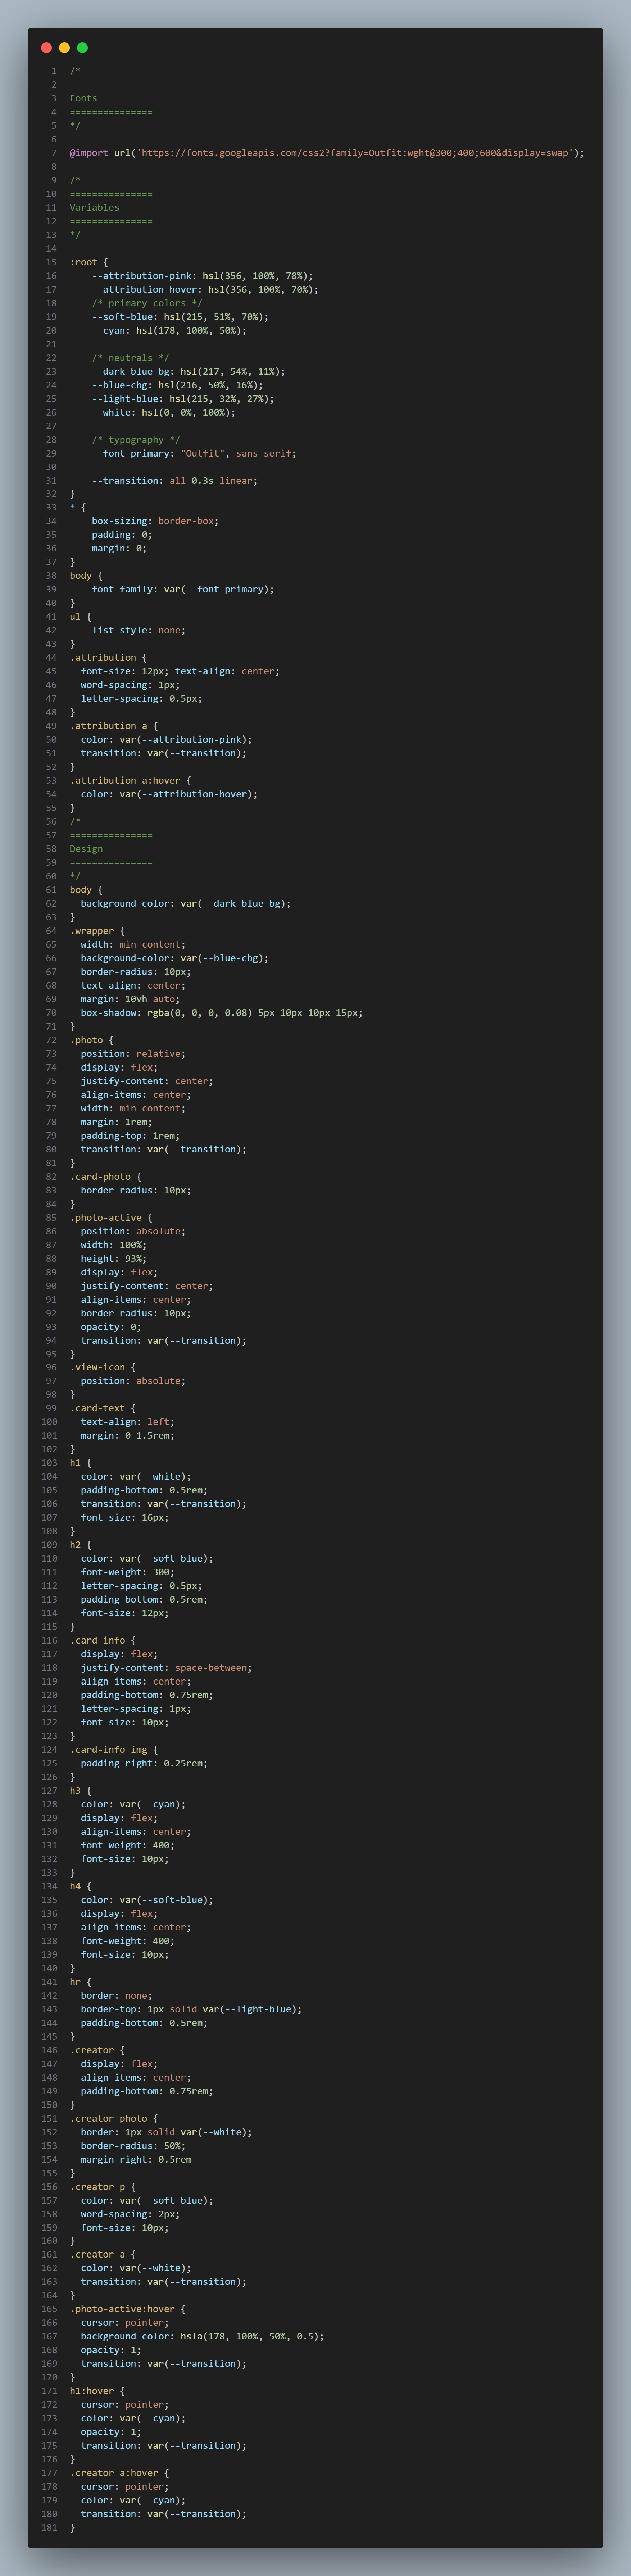 1 /*
2 ===============
3 Fonts
4 ===============
5 */
6
7 @import url('https://fonts.googleapis.com/css2?family=Outfit:wght@300;400;600&display=swap');
8
9 /*
10 ===============
11 Variables
12 ===============
13 */
14
15 :root {
16     --attribution-pink: hsl(356, 100%, 78%);
17     --attribution-hover: hsl(356, 100%, 70%);
18     /* primary colors */
19     --soft-blue: hsl(215, 51%, 70%);
20     --cyan: hsl(178, 100%, 50%);
21
22     /* neutrals */
23     --dark-blue-bg: hsl(217, 54%, 11%);
24     --blue-cbg: hsl(216, 50%, 16%);
25     --light-blue: hsl(215, 32%, 27%);
26     --white: hsl(0, 0%, 100%);
27
28     /* typography */
29     --font-primary: "Outfit", sans-serif;
30
31     --transition: all 0.3s linear;
32 }
33 * {
34     box-sizing: border-box;
35     padding: 0;
36     margin: 0;
37 }
38 body {
39     font-family: var(--font-primary);
40 }
41 ul {
42     list-style: none;
43 }
44 .attribution {
45   font-size: 12px; text-align: center;
46   word-spacing: 1px;
47   letter-spacing: 0.5px;
48 }
49 .attribution a {
50   color: var(--attribution-pink);
51   transition: var(--transition);
52 }
53 .attribution a:hover {
54   color: var(--attribution-hover);
55 }
56 /*
57 ===============
58 Design
59 ===============
60 */
61 body {
62   background-color: var(--dark-blue-bg);
63 }
64 .wrapper {
65   width: min-content;
66   background-color: var(--blue-cbg);
67   border-radius: 10px;
68   text-align: center;
69   margin: 10vh auto;
70   box-shadow: rgba(0, 0, 0, 0.08) 5px 10px 10px 15px;
71 }
72 .photo {
73   position: relative;
74   display: flex;
75   justify-content: center;
76   align-items: center;
77   width: min-content;
78   margin: 1rem;
79   padding-top: 1rem;
80   transition: var(--transition);
81 }
82 .card-photo {
83   border-radius: 10px;
84 }
85 .photo-active {
86   position: absolute;
87   width: 100%;
88   height: 93%;
89   display: flex;
90   justify-content: center;
91   align-items: center;
92   border-radius: 10px;
93   opacity: 0;
94   transition: var(--transition);
95 }
96 .view-icon {
97   position: absolute;
98 }
99 .card-text {
100   text-align: left;
101   margin: 0 1.5rem;
102 }
103 h1 {
104   color: var(--white);
105   padding-bottom: 0.5rem;
106   transition: var(--transition);
107   font-size: 16px;
108 }
109 h2 {
110   color: var(--soft-blue);
111   font-weight: 300;
112   letter-spacing: 0.5px;
113   padding-bottom: 0.5rem;
114   font-size: 12px;
115 }
116 .card-info {
117   display: flex;
118   justify-content: space-between;
119   align-items: center;
120   padding-bottom: 0.75rem;
121   letter-spacing: 1px;
122   font-size: 10px;
123 }
124 .card-info img {
125   padding-right: 0.25rem;
126 }
127 h3 {
128   color: var(--cyan);
129   display: flex;
130   align-items: center;
131   font-weight: 400;
132   font-size: 10px;
133 }
134 h4 {
135   color: var(--soft-blue);
136   display: flex;
137   align-items: center;
138   font-weight: 400;
139   font-size: 10px;
140 }
141 hr {
142   border: none;
143   border-top: 1px solid var(--light-blue);
144   padding-bottom: 0.5rem;
145 }
146 .creator {
147   display: flex;
148   align-items: center;
149   padding-bottom: 0.75rem;
150 }
151 .creator-photo {
152   border: 1px solid var(--white);
153   border-radius: 50%;
154   margin-right: 0.5rem
155 }
156 .creator p {
157   color: var(--soft-blue);
158   word-spacing: 2px;
159   font-size: 10px;
160 }
161 .creator a {
162   color: var(--white);
163   transition: var(--transition);
164 }
165 .photo-active:hover {
166   cursor: pointer;
167   background-color: hsla(178, 100%, 50%, 0.5);
168   opacity: 1;
169   transition: var(--transition);
170 }
171 h1:hover {
172   cursor: pointer;
173   color: var(--cyan);
174   opacity: 1;
175   transition: var(--transition);
176 }
177 .creator a:hover {
178   cursor: pointer;
179   color: var(--cyan);
180   transition: var(--transition);
181 }